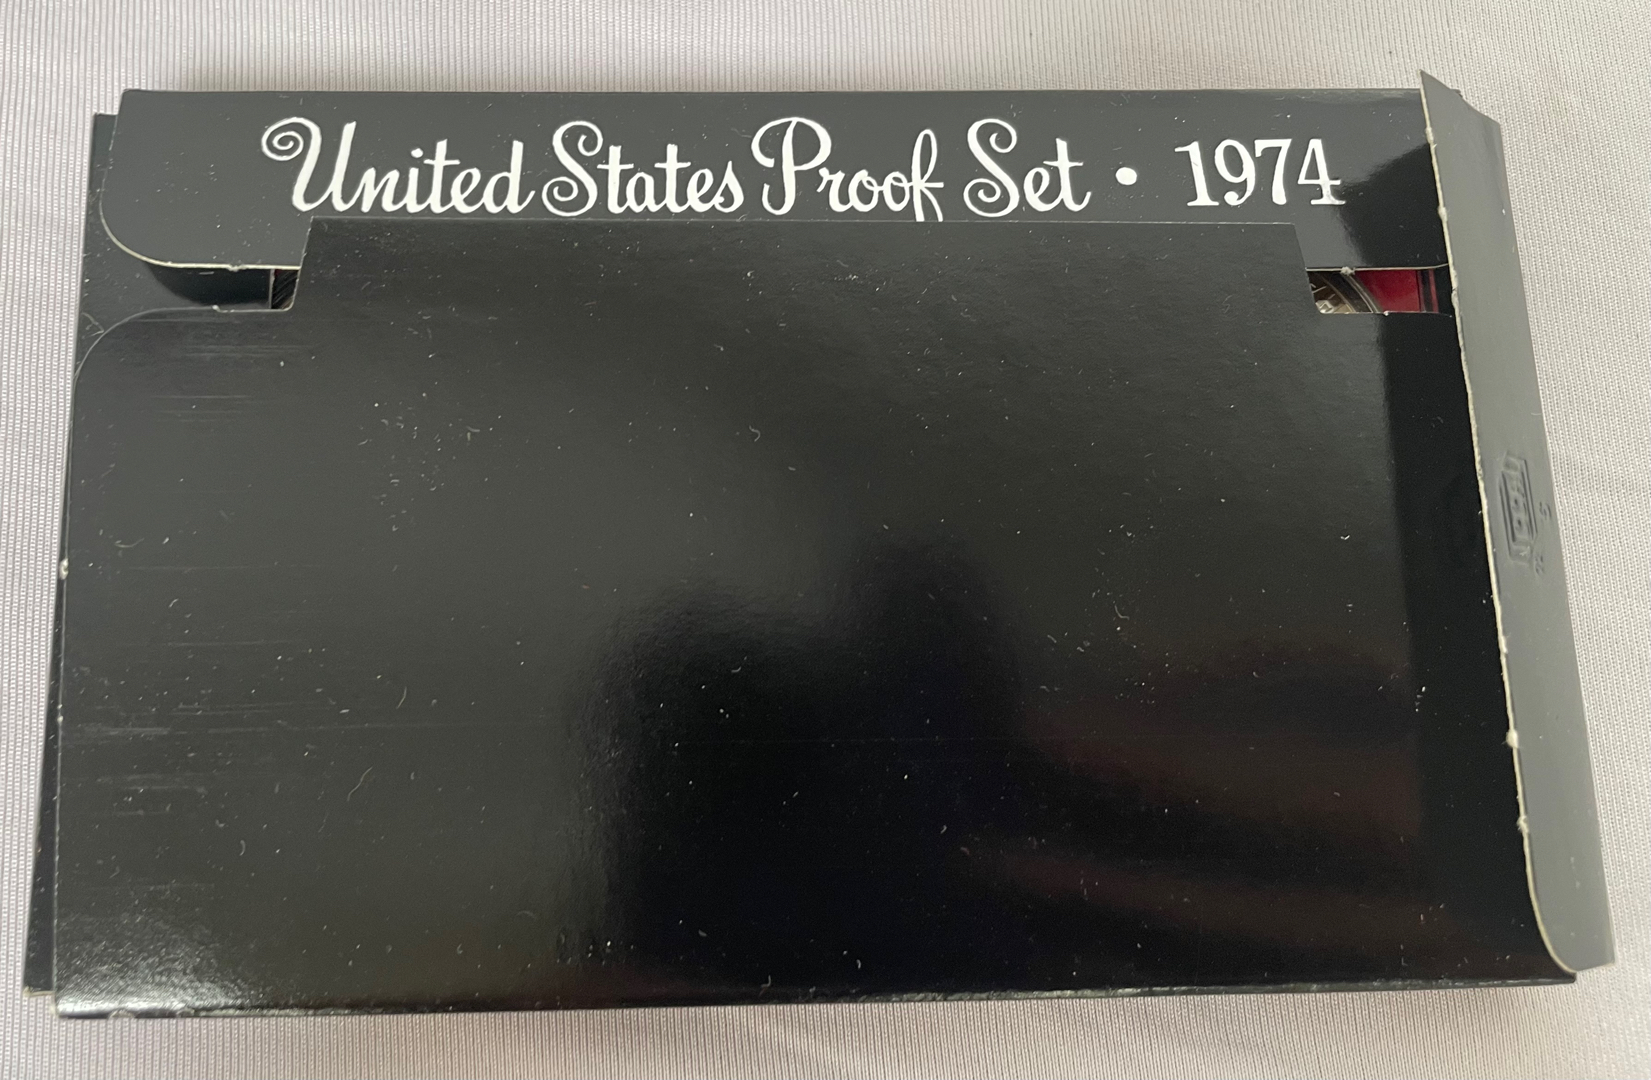 United States Proof Set • 1974